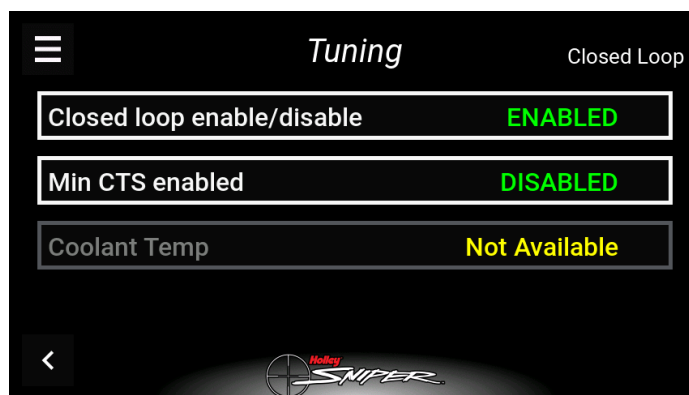 Tuning
Closed Loop
Closed loop enable/disable ENABLED
Min CTS enabled DISABLED
Coolant Temp Not Available
Holley
SNIPER